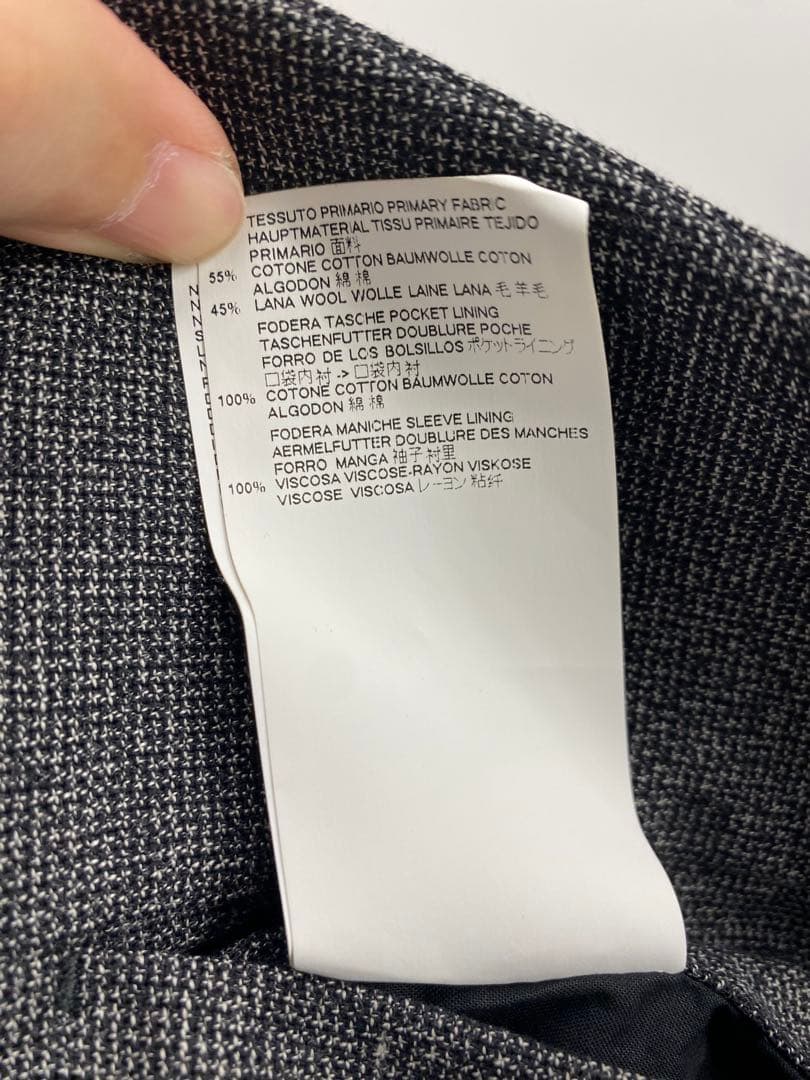 TESSUTO PRIMARIO PRIMARY FABRIC
HAUPTMATERIAL TISSU PRIMAIRE TEJIDO
PRIMARIO 面料
55% COTONE COTTON BAUMWOLLE COTON
ALGODON 綿 棉
45% LANA WOOL WOLLE LAINE LANA 毛 羊毛
FODERA TASCHE POCKET LINING
TASCHENFUTTER DOUBLURE POCHE
FORRO DE LOS BOLSILLOS ポケットライニング
口袋内衬 -> 口袋内衬
100% COTONE COTTON BAUMWOLLE COTON
ALGODON 綿 棉
FODERA MANICHE SLEEVE LINING
AERMELFUTTER DOUBLURE DES MANCHES
FORRO MANGA 袖子衬里
100% VISCOSA VISCOSE-RAYON VISKOSE
VISCOSE VISCOSA レーヨン 粘纤